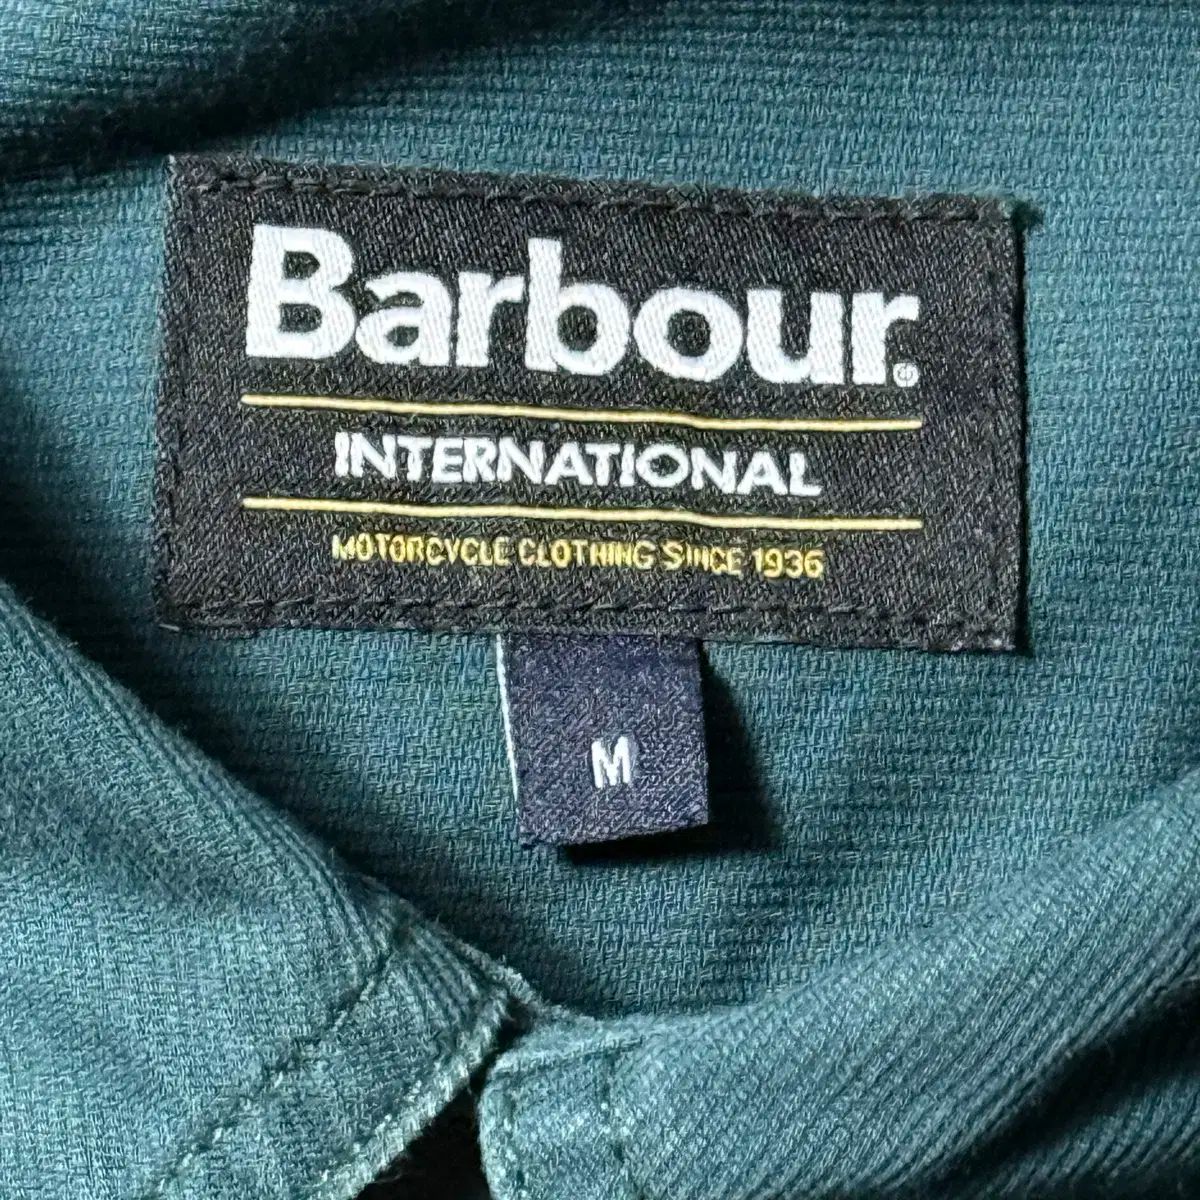 Barbour®
INTERNATIONAL
MOTORCYCLE CLOTHING SINCE 1936
M